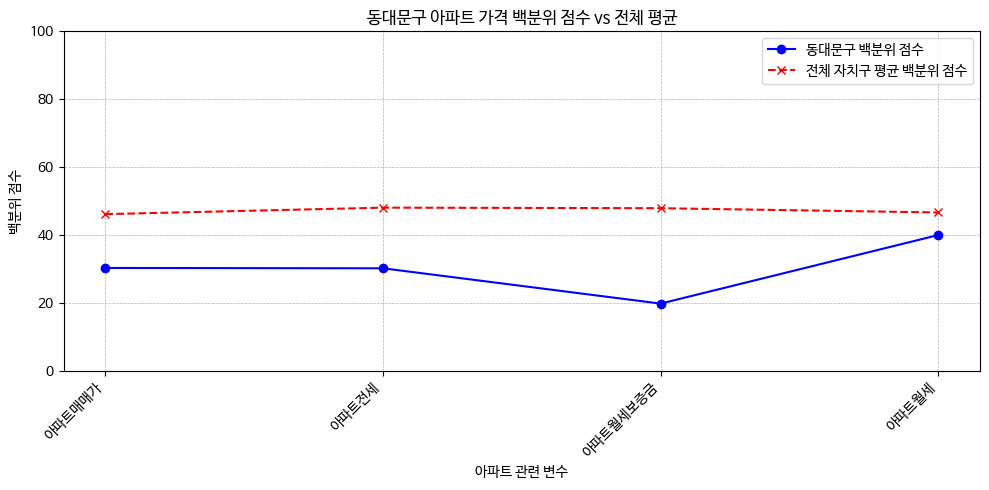 동대문구 아파트 가격 백분위 점수 vs 전체 평균
동대문구 백분위 점수
전체 자치구 평균 백분위 점수
백분위 점수
100
80
60
40
20
0
아파트매매가
아파트전세
아파트월세보증금
아파트월세
아파트 관련 변수